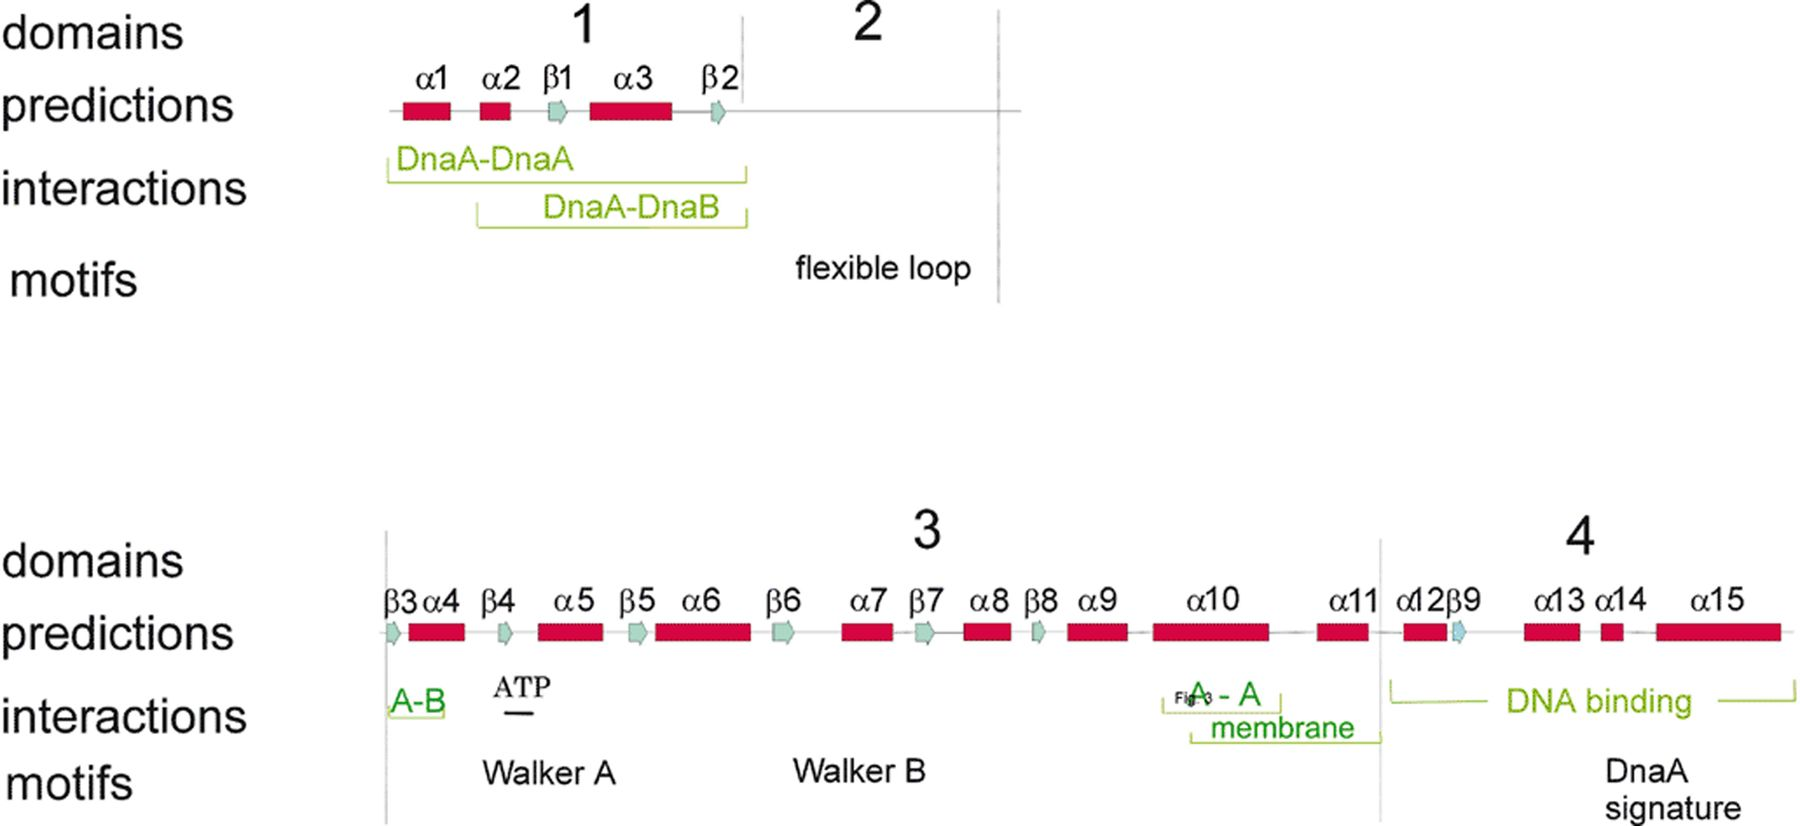 domains 1 2
predictions α1 α2 β1 α3 β2
interactions DnaA-DnaA
DnaA-DnaB
motifs flexible loop
domains 3 4
predictions β3 α4 β4 α5 β5 α6 β6 α7 β7 α8 β8 α9 α10 α11 α12 β9 α13 α14 α15
interactions A-B ATP Fig. 3 A - A DNA binding
membrane
motifs Walker A Walker B DnaA
signature